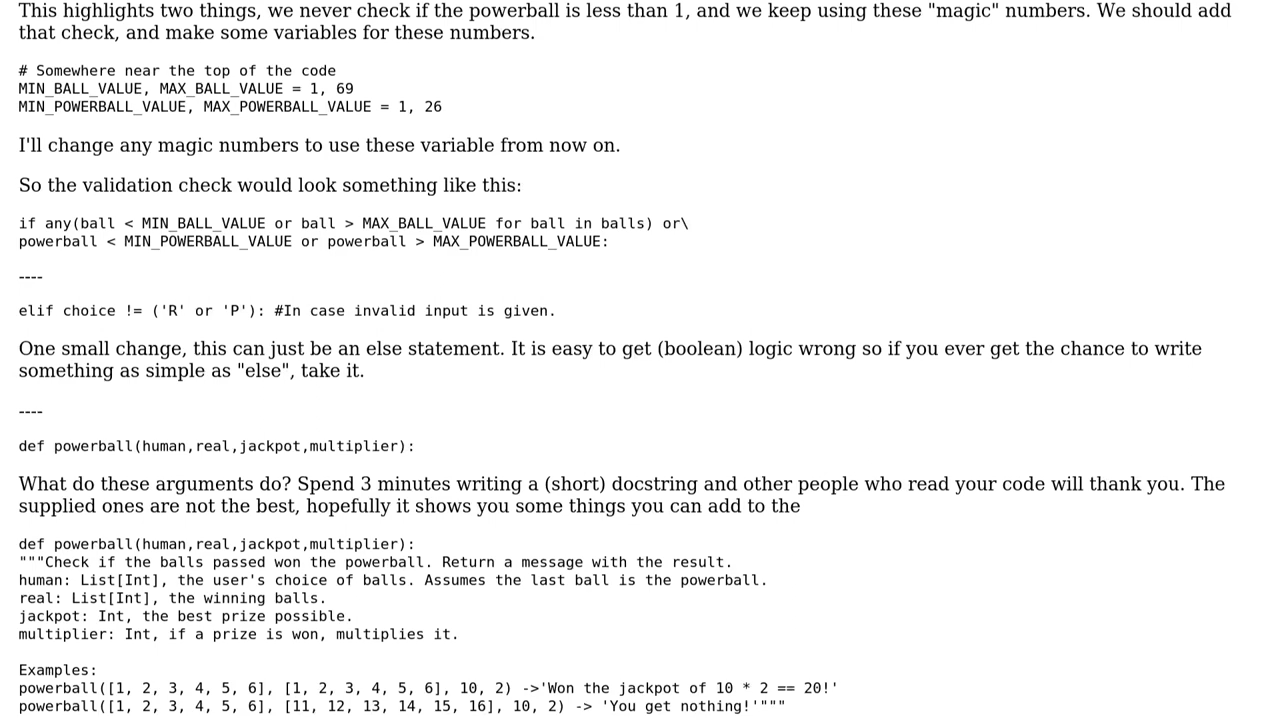 This highlights two things, we never check if the powerball is less than 1, and we keep using these "magic" numbers. We should add
that check, and make some variables for these numbers.
# Somewhere near the top of the code
MIN_BALL_VALUE, MAX_BALL_VALUE = 1, 69
MIN_POWERBALL_VALUE, MAX_POWERBALL_VALUE = 1, 26
I'll change any magic numbers to use these variable from now on.
So the validation check would look something like this:
if any(ball < MIN_BALL_VALUE or ball > MAX_BALL_VALUE for ball in balls) or\
powerball < MIN_POWERBALL_VALUE or powerball > MAX_POWERBALL_VALUE:
----
elif choice != ('R' or 'P'): #In case invalid input is given.
One small change, this can just be an else statement. It is easy to get (boolean) logic wrong so if you ever get the chance to write
something as simple as "else", take it.
----
def powerball(human,real,jackpot,multiplier):
What do these arguments do? Spend 3 minutes writing a (short) docstring and other people who read your code will thank you. The
supplied ones are not the best, hopefully it shows you some things you can add to the
def powerball(human,real,jackpot,multiplier):
"""Check if the balls passed won the powerball. Return a message with the result.
human: List[Int], the user's choice of balls. Assumes the last ball is the powerball.
real: List[Int], the winning balls.
jackpot: Int, the best prize possible.
multiplier: Int, if a prize is won, multiplies it.
Examples:
powerball([1, 2, 3, 4, 5, 6], [1, 2, 3, 4, 5, 6], 10, 2) ->'Won the jackpot of 10 * 2 == 20!'
powerball([1, 2, 3, 4, 5, 6], [11, 12, 13, 14, 15, 16], 10, 2) -> 'You get nothing!'"""